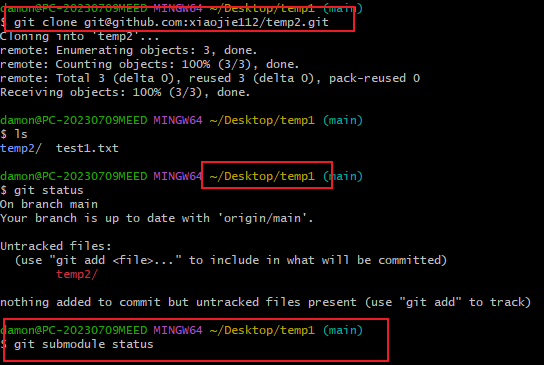 $ git clone git@github.com:xiaojie112/temp2.git
Cloning into 'temp2'...
remote: Enumerating objects: 3, done.
remote: Counting objects: 100% (3/3), done.
remote: Total 3 (delta 0), reused 3 (delta 0), pack-reused 0
Receiving objects: 100% (3/3), done.
damon@PC-20230709MEED MINGW64 ~/Desktop/temp1 (main)
$ ls
temp2/  test1.txt
damon@PC-20230709MEED MINGW64 ~/Desktop/temp1 (main)
$ git status
On branch main
Your branch is up to date with 'origin/main'.
Untracked files:
  (use "git add <file>..." to include in what will be committed)
        temp2/
nothing added to commit but untracked files present (use "git add" to track)
damon@PC-20230709MEED MINGW64 ~/Desktop/temp1 (main)
$ git submodule status